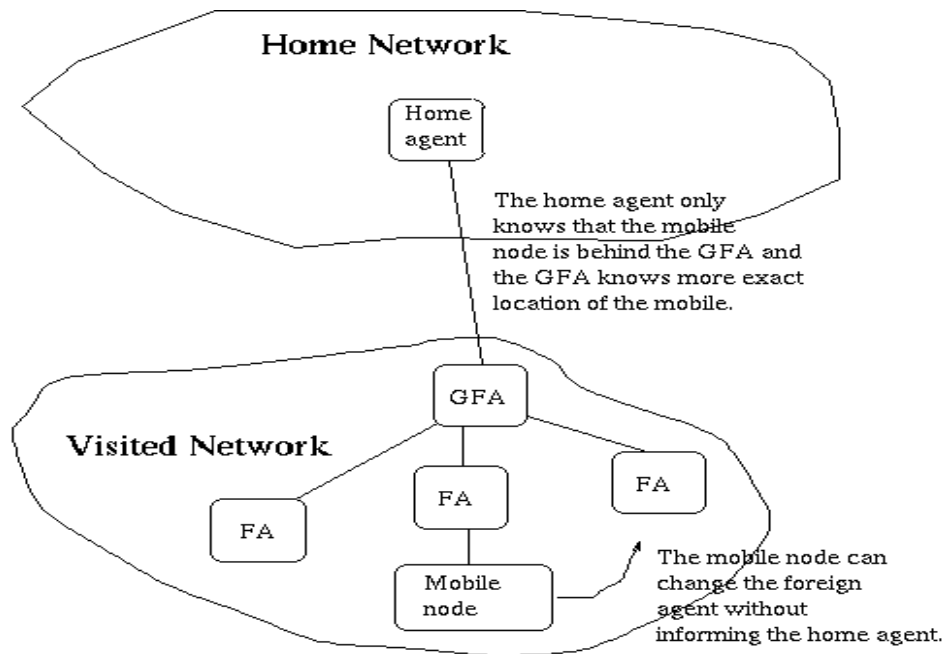 Home Network
Home
agent
The home agent only
knows that the mobile
node is behind the GFA and
the GFA knows more exact
location of the mobile.
GFA
Visited Network
FA
FA
FA
Mobile
node
The mobile node can
change the foreign
agent without
informing the home agent.